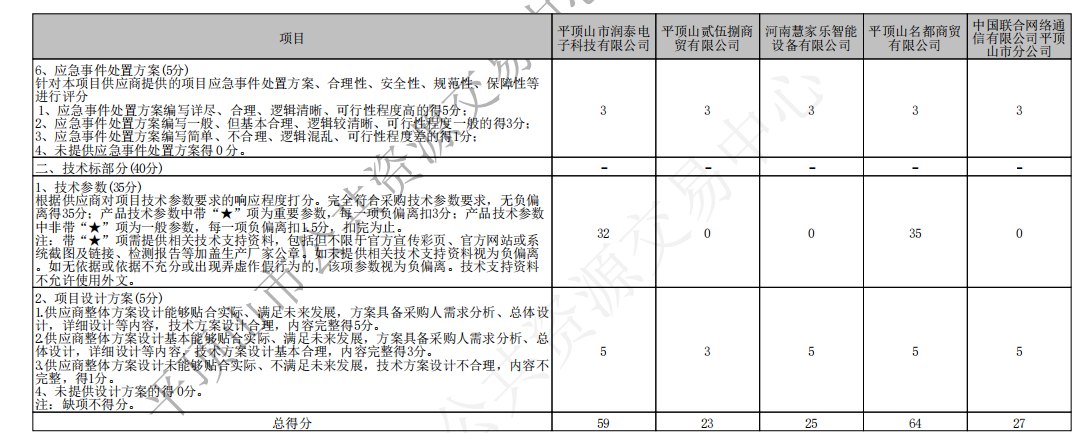 项目
平顶山市润泰电
子科技有限公司
平顶山贰伍捌商
贸有限公司
河南慧家乐智能
设备有限公司
平顶山名都商贸
有限公司
中国联合网络通
信有限公司平顶
山市分公司
6、应急事件处置方案(5分)
针对本项目供应商提供的项目应急事件处置方案、合理性、安全性、规范性、保障性等
进行评分
1、应急事件处置方案编写详尽、合理、逻辑清晰、可行性程度高的得5分；
2、应急事件处置方案编写一般、但基本合理、逻辑较清晰、可行性程度一般的得3分；
3、应急事件处置方案编写简单、不合理、逻辑混乱、可行性程度差的得1分；
4、未提供应急事件处置方案得０分。
3 3 3 3 3
二、技术标部分(40分)
－ － － － －
1、技术参数(35分)
根据供应商对项目技术参数要求的响应程度打分。完全符合采购技术参数要求，无负偏
离得35分；产品技术参数中带“★”项为重要参数，每一项负偏离扣3分；产品技术参数
中非带“★”项为一般参数，每一项负偏离扣1.5分，扣完为止。
注：带“★”项需提供相关技术支持资料，包括但不限于官方宣传彩页、官方网站或系
统截图及链接、检测报告等加盖生产厂家公章。如未提供相关技术支持资料视为负偏离
。如无依据或依据不充分或出现弄虚作假行为的，该项参数视为负偏离。技术支持资料
不允许使用外文。
32 0 0 35 0
2、项目设计方案(5分)
1.供应商整体方案设计能够贴合实际、满足未来发展，方案具备采购人需求分析、总体设
计，详细设计等内容，技术方案设计合理，内容完整得5分。
2.供应商整体方案设计基本能够贴合实际、满足未来发展，方案具备采购人需求分析、总
体设计，详细设计等内容，技术方案设计基本合理，内容完整得3分。
3.供应商整体方案设计未能够贴合实际、不满足未来发展，技术方案设计不合理，内容不
完整，得1分。
4、未提供设计方案的得０分。
注：缺项不得分。
5 3 5 5 5
总得分
59 23 25 64 27
平顶山市公共资源交易中心
公共资源交易中心